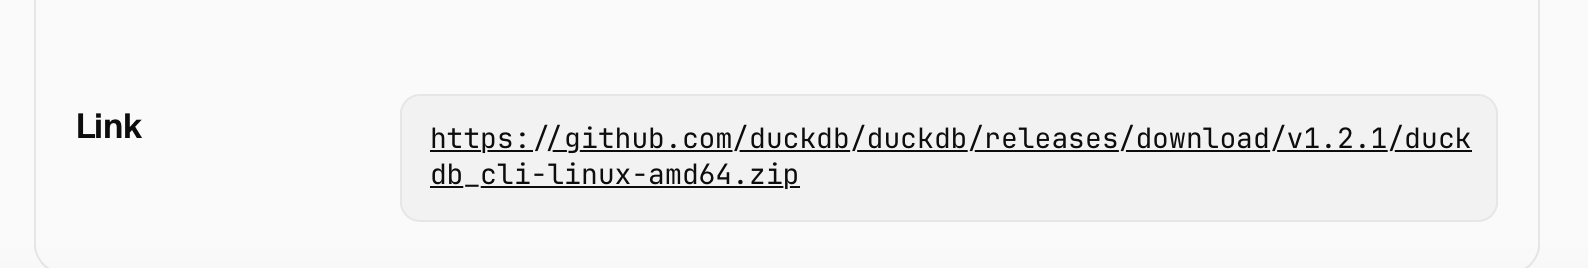 Link
https://github.com/duckdb/duckdb/releases/download/v1.2.1/duck
db_cli-linux-amd64.zip